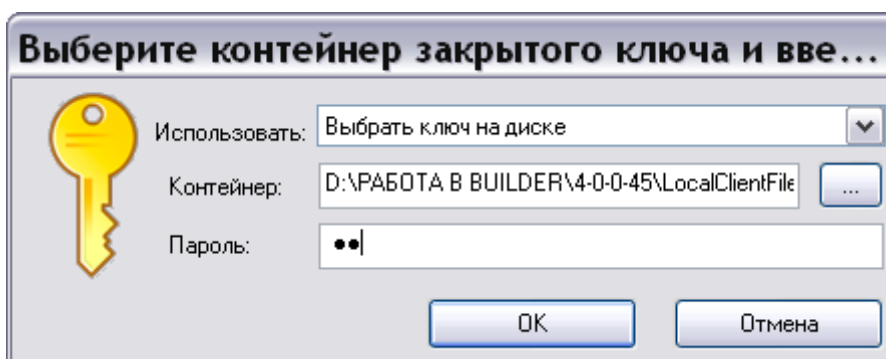 Выберите контейнер закрытого ключа и вве...
Использовать: Выбрать ключ на диске
Контейнер: D:\РАБОТА В BUILDER\4-0-0-45\LocalClientFile ...
Пароль: ●●
OK Отмена